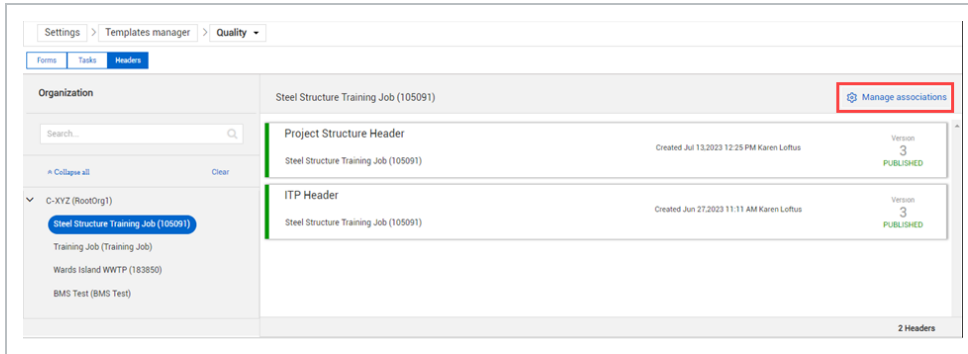 Settings > Templates manager > Quality
Forms Tasks Headers
Organization
Steel Structure Training Job (105091)
Manage associations
Search...
Collapse all Clear
C-XYZ (RootOrg1)
Steel Structure Training Job (105091)
Training Job (Training Job)
Wards Island WWTP (183850)
BMS Test (BMS Test)
Project Structure Header
Steel Structure Training Job (105091)
Created Jul 13,2023 12:25 PM Karen Loftus
Version
3
PUBLISHED
ITP Header
Steel Structure Training Job (105091)
Created Jun 27,2023 11:11 AM Karen Loftus
Version
3
PUBLISHED
2 Headers